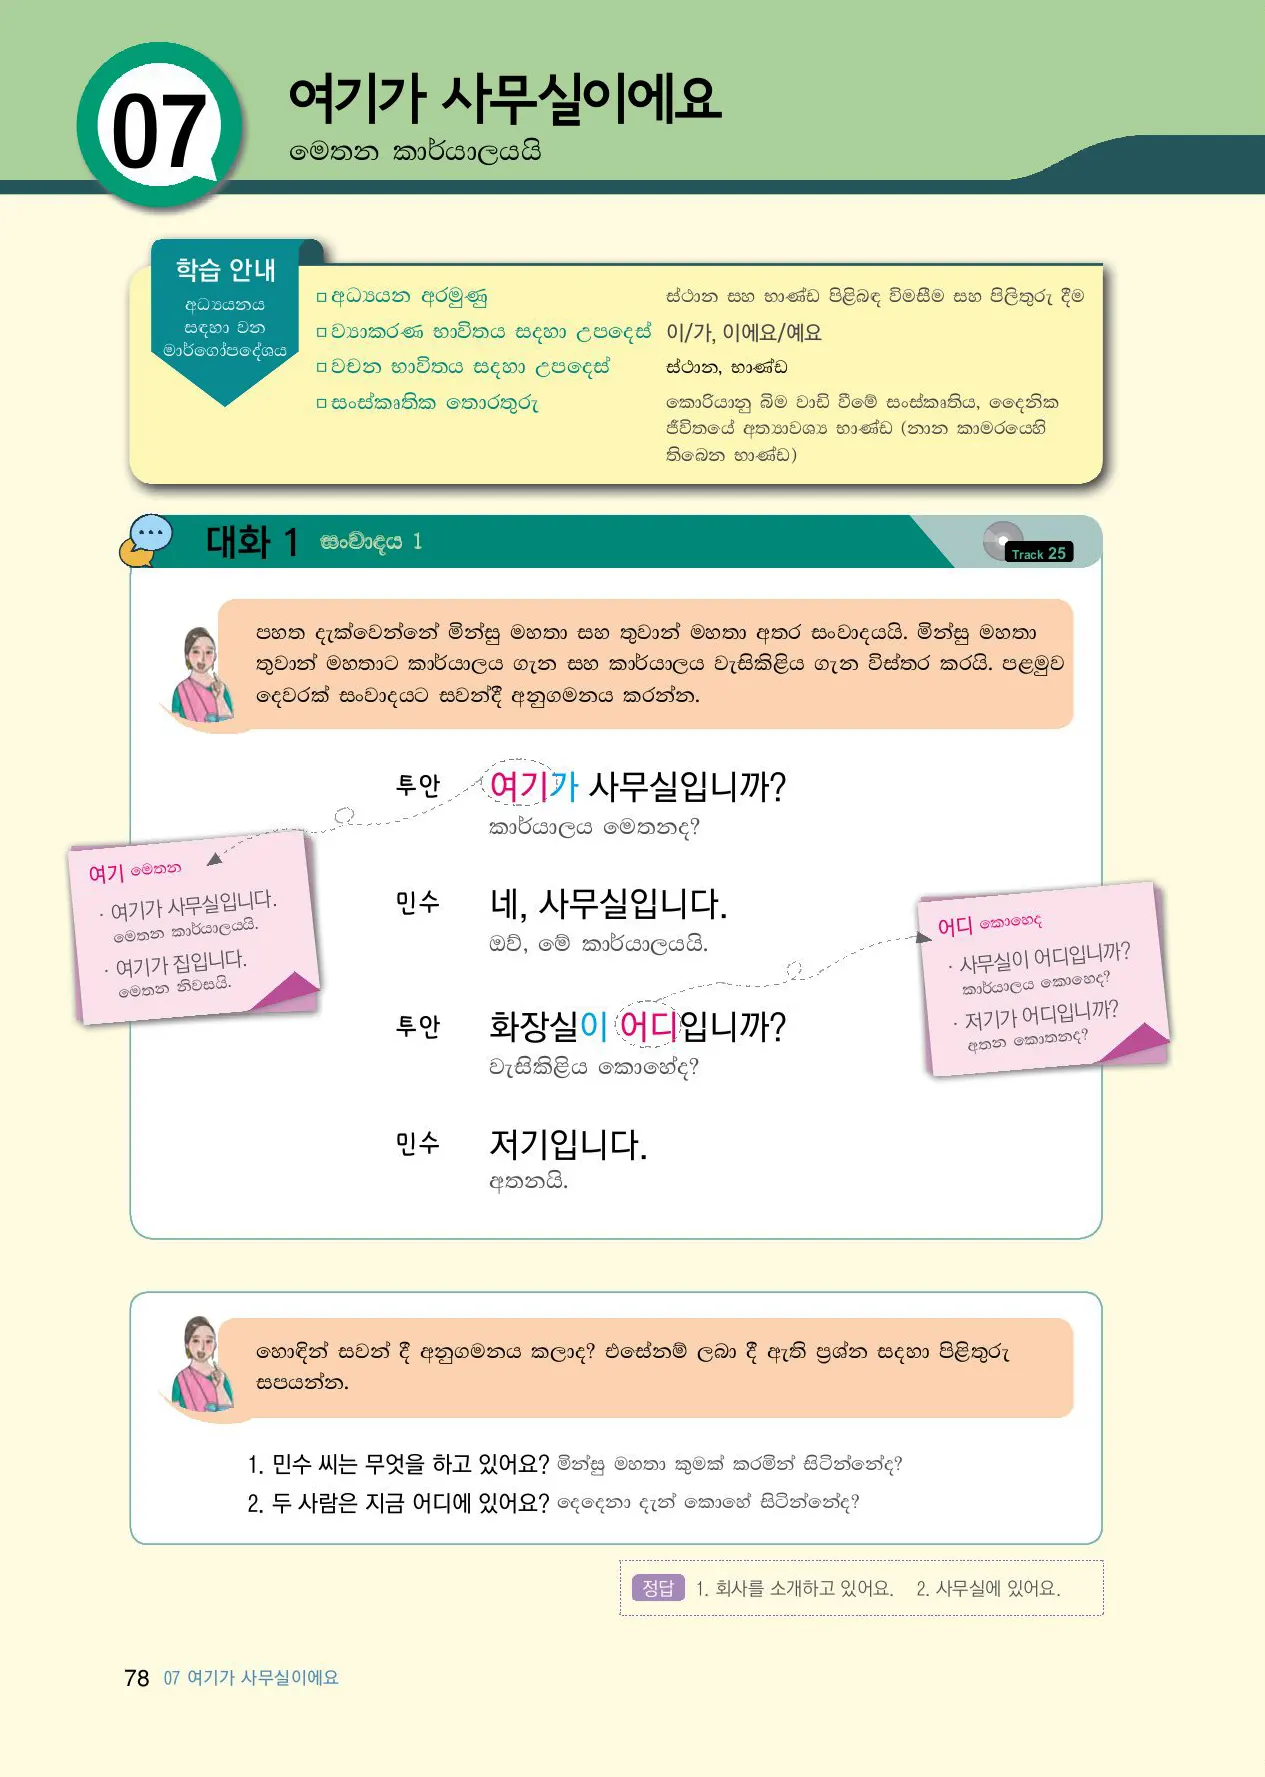 07
여기가 사무실이에요
මෙතන කාර්යාලයයි
학습 안내
අධ්‍යයනය
සඳහා වන
මාර්ගෝපදේශය
□ අධ්‍යයන අරමුණු
ස්ථාන සහ භාණ්ඩ පිළිබඳ විමසීම සහ පිලිතුරු දීම
□ ව්‍යාකරණ භාවිතය සදහා උපදෙස්
이/가, 이에요/예요
□ වචන භාවිතය සදහා උපදෙස්
ස්ථාන, භාණ්ඩ
□ සංස්කෘතික තොරතුරු
කොරියානු බිම වාඩි වීමේ සංස්කෘතිය, දෛනික
ජීවිතයේ අත්‍යාවශ්‍ය භාණ්ඩ (නාන කාමරයෙහි
තිබෙන භාණ්ඩ)
대화 1 සංවාදය 1
Track 25
පහත දැක්වෙන්නේ මින්සු මහතා සහ තුවාන් මහතා අතර සංවාදයයි. මින්සු මහතා
තුවාන් මහතාට කාර්යාලය ගැන සහ කාර්යාලය වැසිකිළිය ගැන විස්තර කරයි. පළමුව
දෙවරක් සංවාදයට සවන්දී අනුගමනය කරන්න.
투안 여기가 사무실입니까?
කාර්යාලය මෙතනද?
여기 මෙතන
· 여기가 사무실입니다.
මෙතන කාර්යාලයයි.
· 여기가 집입니다.
මෙතන නිවසයි.
민수 네, 사무실입니다.
ඔව්, මේ කාර්යාලයයි.
어디 කොහෙද
· 사무실이 어디입니까?
කාර්යාලය කොහෙද?
· 저기가 어디입니까?
අතන කොතනද?
투안 화장실이 어디입니까?
වැසිකිළිය කොහේද?
민수 저기입니다.
අතනයි.
හොඳින් සවන් දී අනුගමනය කලාද? එසේනම් ලබා දී ඇති ප්‍රශ්න සදහා පිළිතුරු
සපයන්න.
1. 민수 씨는 무엇을 하고 있어요? මින්සු මහතා කුමක් කරමින් සිටින්නේද?
2. 두 사람은 지금 어디에 있어요? දෙදෙනා දැන් කොහේ සිටින්නේද?
정답 1. 회사를 소개하고 있어요. 2. 사무실에 있어요.
78 07 여기가 사무실이에요